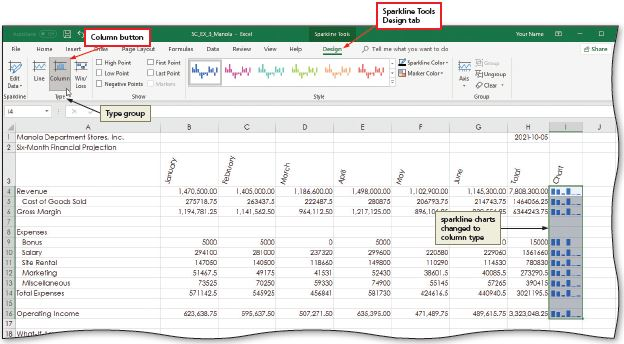 Sparkline Tools
Design tab
AutoSave
SC_EX_3_Manola - Excel
Sparkline Tools
Your Name
Column button
File Home Insert Page Layout Formulas Data Review View Help Design Tell me what you want to do Share
Edit Data Line Column Win/Loss
High Point First Point
Low Point Last Point
Negative Points Markers
Sparkline Color
Marker Color
Axis Group Ungroup Clear
Sparkline Type Show Style Group
Type group
I4
A B C D E F G H I J
1 Manola Department Stores, Inc. 2021-10-05
2 Six-Month Financial Projection
3 January February March April May June Total Chart
4 Revenue 1,470,500.00 1,405,000.00 1,186,600.00 1,498,000.00 1,102,900.00 1,145,300.00 7,808,300.00
5 Cost of Goods Sold 275718.75 263437.5 222487.5 280875 206793.75 214743.75 1464056.25
6 Gross Margin 1,194,781.25 1,141,562.50 964,112.50 1,217,125.00 6344243.75
7
sparkline charts
changed to
column type
8 Expenses
9 Bonus 5000 5000 0 5000 15000
10 Salary 294100 281000 237320 299600 220580 229060 1561660
11 Site Rental 147050 140500 118660 149800 110290 114530 780830
12 Marketing 51467.5 49175 41531 52430 38601.5 40085.5 273290.5
13 Miscellaneous 73525 70250 59330 74900 55145 57265 390415
14 Total Expenses 571142.5 545925 456841 581730 424616.5 440940.5 3021195.5
15
16 Operating Income 623,638.75 595,637.50 507,271.50 635,395.00 471,489.75 489,615.75 3,323,048.25
17
18